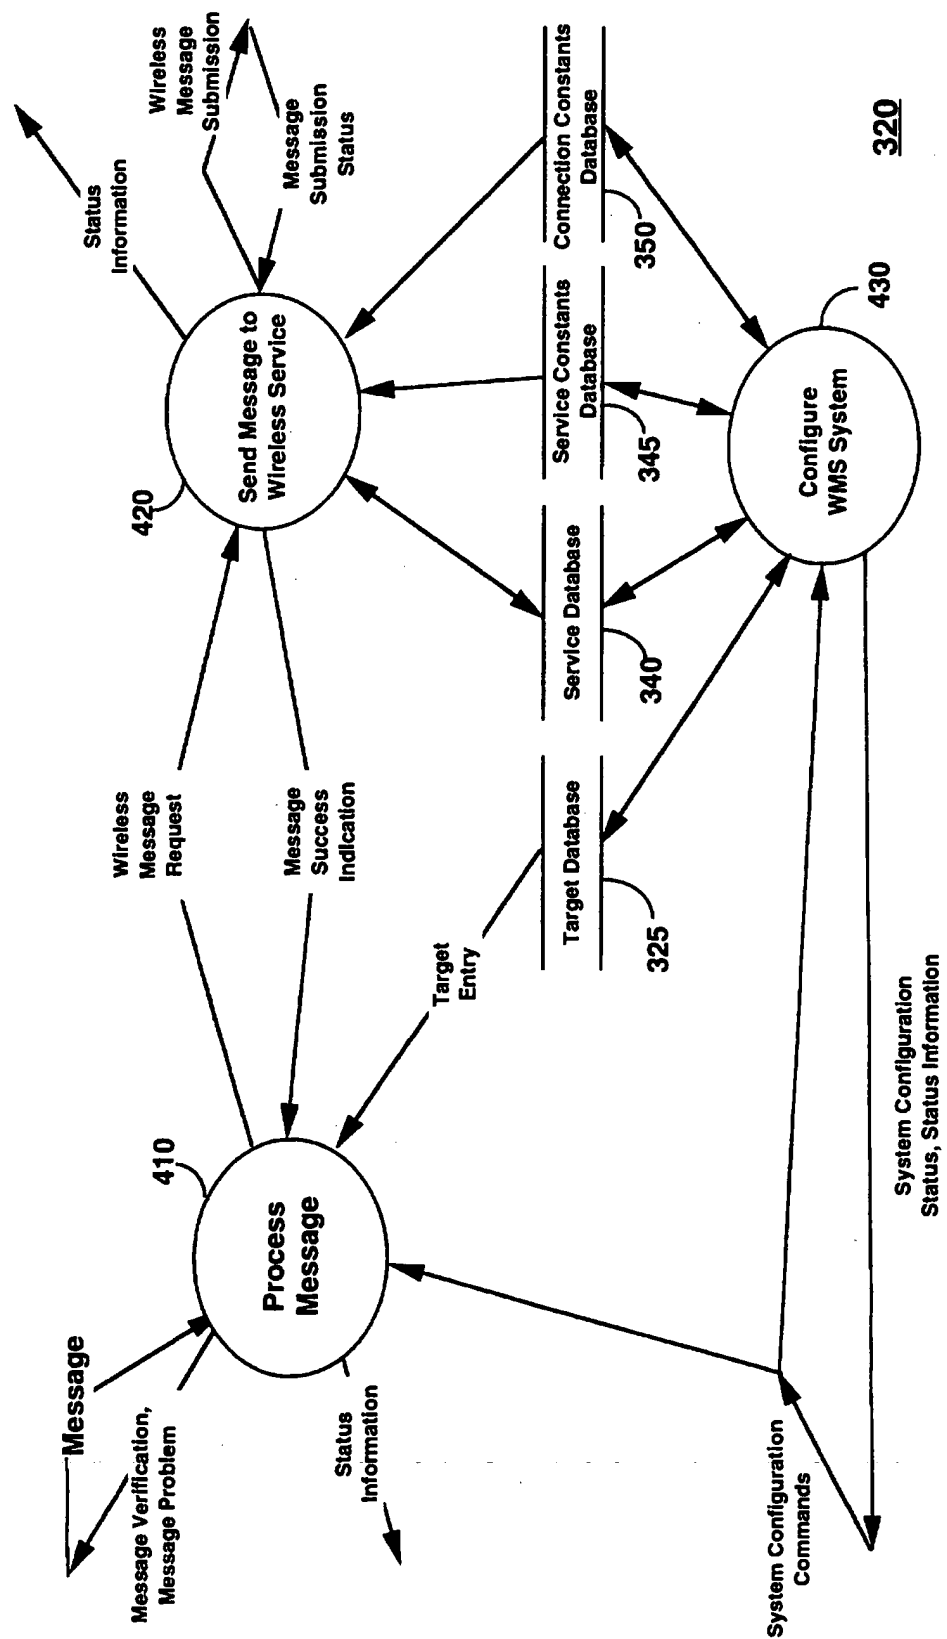 Message
Message Verification,
Message Problem
Status
Information
410
Process
Message
Wireless
Message
Request
Message
Success
Indication
Target
Entry
420
Send Message to
Wireless Service
Status
Information
Wireless
Message
Submission
Message
Submission
Status
Target Database
325
Service Database
340
Service Constants
Database
345
Connection Constants
Database
350
Configure
WMS System
430
System Configuration
Commands
System Configuration
Status, Status Information
320